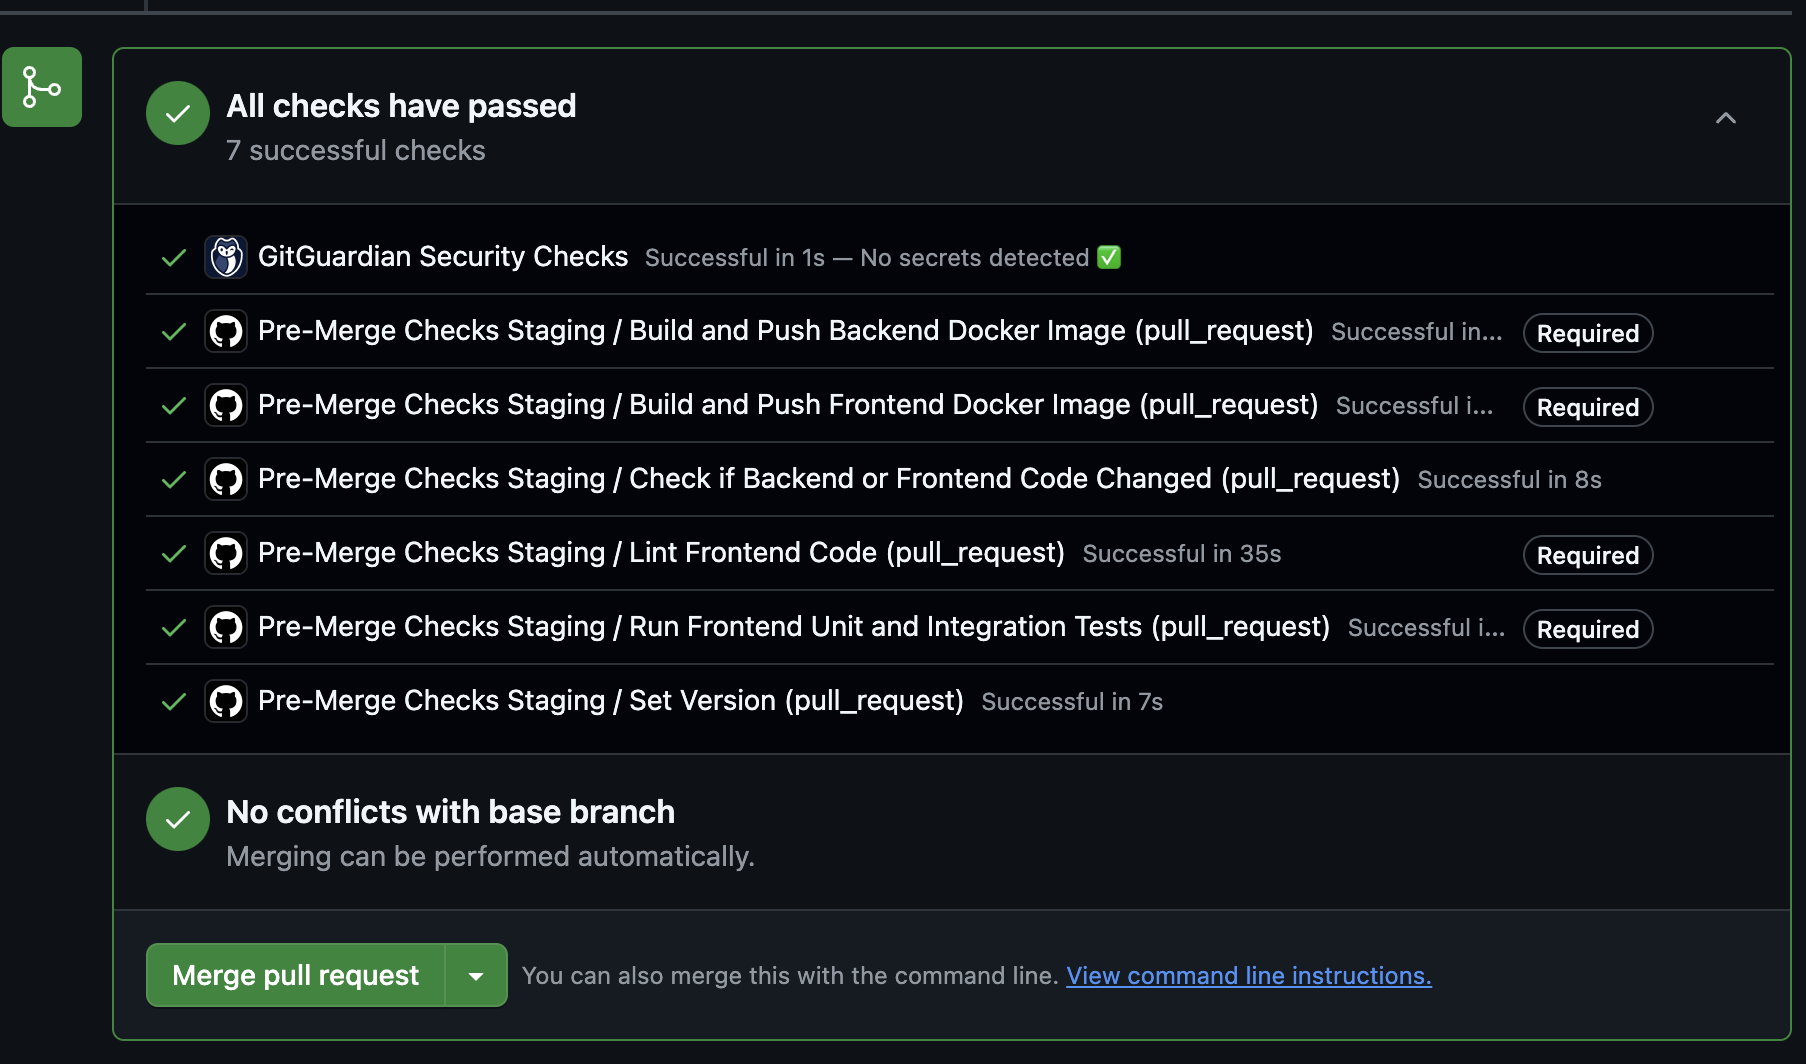 All checks have passed
7 successful checks
GitGuardian Security Checks Successful in 1s — No secrets detected ✅
Pre-Merge Checks Staging / Build and Push Backend Docker Image (pull_request) Successful in... Required
Pre-Merge Checks Staging / Build and Push Frontend Docker Image (pull_request) Successful i... Required
Pre-Merge Checks Staging / Check if Backend or Frontend Code Changed (pull_request) Successful in 8s
Pre-Merge Checks Staging / Lint Frontend Code (pull_request) Successful in 35s Required
Pre-Merge Checks Staging / Run Frontend Unit and Integration Tests (pull_request) Successful i... Required
Pre-Merge Checks Staging / Set Version (pull_request) Successful in 7s
No conflicts with base branch
Merging can be performed automatically.
Merge pull request You can also merge this with the command line. View command line instructions.